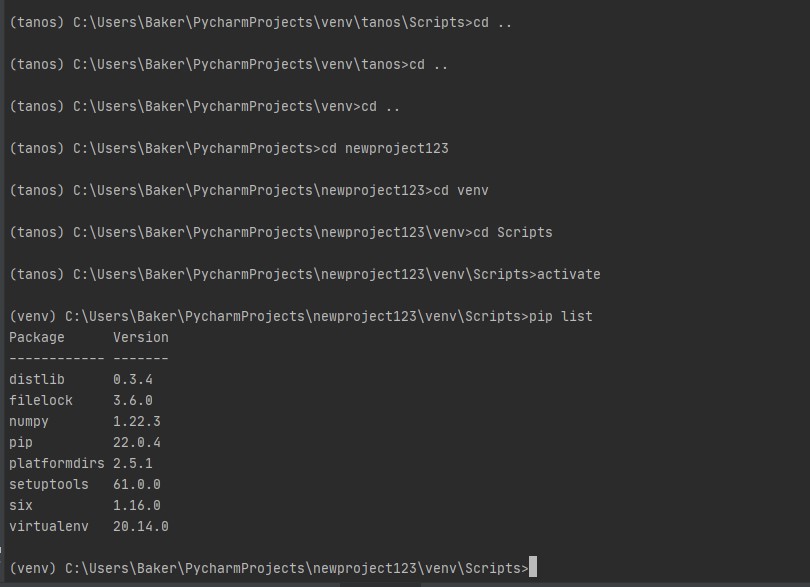 (tanos) C:\Users\Baker\PycharmProjects\venv\tanos\Scripts>cd ..
(tanos) C:\Users\Baker\PycharmProjects\venv\tanos>cd ..
(tanos) C:\Users\Baker\PycharmProjects\venv>cd ..
(tanos) C:\Users\Baker\PycharmProjects>cd newproject123
(tanos) C:\Users\Baker\PycharmProjects\newproject123>cd venv
(tanos) C:\Users\Baker\PycharmProjects\newproject123\venv>cd Scripts
(tanos) C:\Users\Baker\PycharmProjects\newproject123\venv\Scripts>activate
(venv) C:\Users\Baker\PycharmProjects\newproject123\venv\Scripts>pip list
Package      Version
------------ -------
distlib      0.3.4
filelock     3.6.0
numpy        1.22.3
pip          22.0.4
platformdirs 2.5.1
setuptools   61.0.0
six          1.16.0
virtualenv   20.14.0
(venv) C:\Users\Baker\PycharmProjects\newproject123\venv\Scripts>